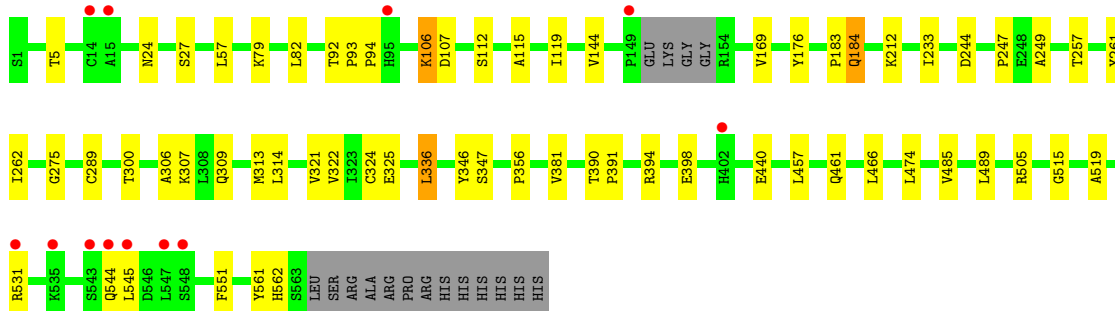 S1 T5 C14 A15 N24 S27 L57 K79 L82 T92 P93 P94 H95 K106 D107 S112 A115 I119 V144 P149 GLU LYS GLY GLY R154 V169 Y176 P183 Q184 K212 I233 D244 P247 E248 A249 T257 Y261
I262 G275 C289 T300 A306 K307 L308 Q309 M313 L314 V321 V322 I323 C324 E325 L336 Y346 S347 P356 V381 T390 P391 R394 E398 H402 E440 L457 Q461 L466 L474 V485 L489 R505 G515 A519
R531 K535 S543 Q544 L545 D546 L547 S548 F551 Y561 H562 S563 LEU SER ARG ALA ARG PRO ARG HIS HIS HIS HIS HIS HIS